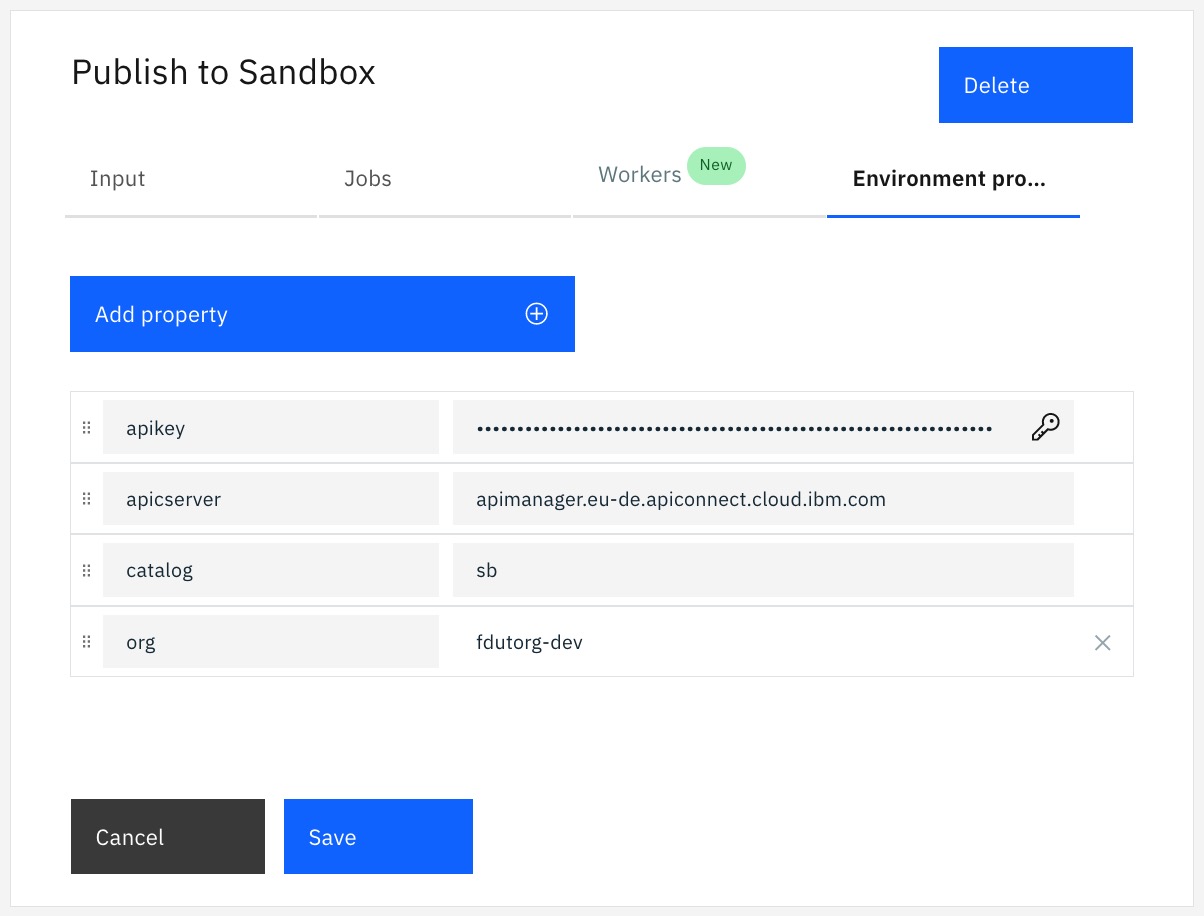 Publish to Sandbox
Delete
Input
Jobs
Workers New
Environment pro...
Add property
apikey ••••••••••••••••••••••••••••••••••••••••••••••••••••••••••••••••
apicserver apimanager.eu-de.apiconnect.cloud.ibm.com
catalog sb
org fdutorg-dev
Cancel
Save